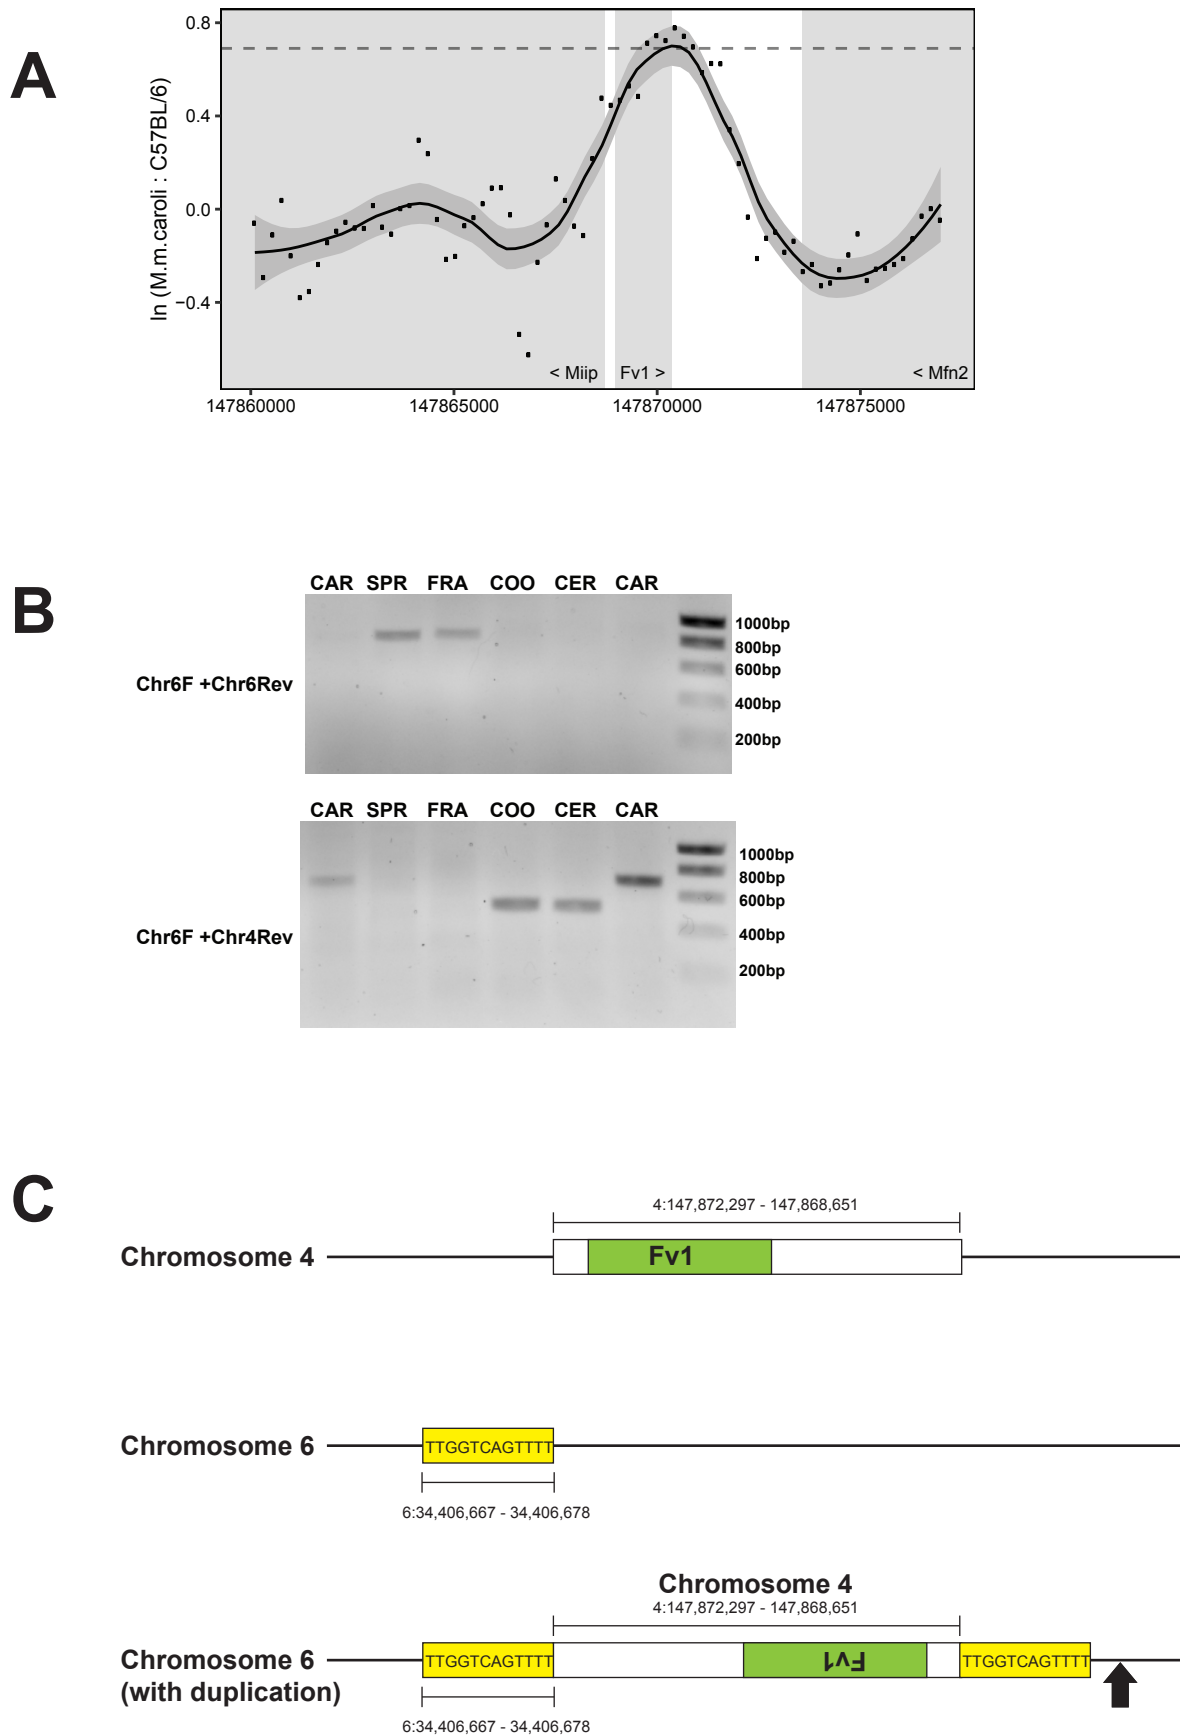 A
ln (M.m.caroli : C57BL/6)
0.8
0.4
0.0
−0.4
< Miip
Fv1 >
< Mfn2
147860000
147865000
147870000
147875000
B
CAR SPR FRA COO CER CAR
Chr6F +Chr6Rev
1000bp
800bp
600bp
400bp
200bp
CAR SPR FRA COO CER CAR
Chr6F +Chr4Rev
1000bp
800bp
600bp
400bp
200bp
C
4:147,872,297 - 147,868,651
Chromosome 4
Fv1
Chromosome 6
TTGGTCAGTTTT
6:34,406,667 - 34,406,678
Chromosome 4
4:147,872,297 - 147,868,651
Chromosome 6
(with duplication)
TTGGTCAGTTTT
Fv1
TTGGTCAGTTTT
6:34,406,667 - 34,406,678